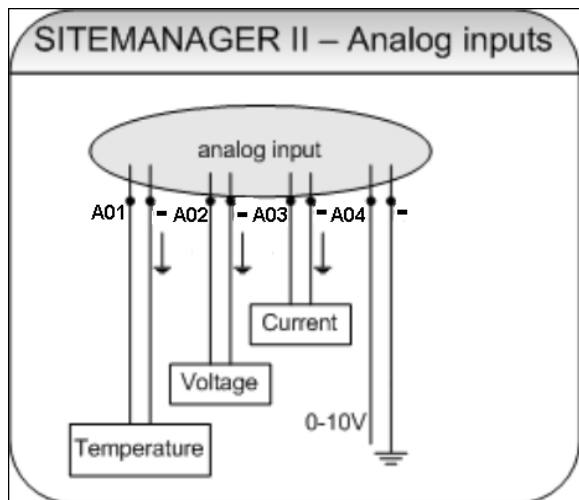 SITEMANAGER II – Analog inputs
analog input
A01 - A02 - A03 - A04 -
Current
Voltage
0-10V
Temperature